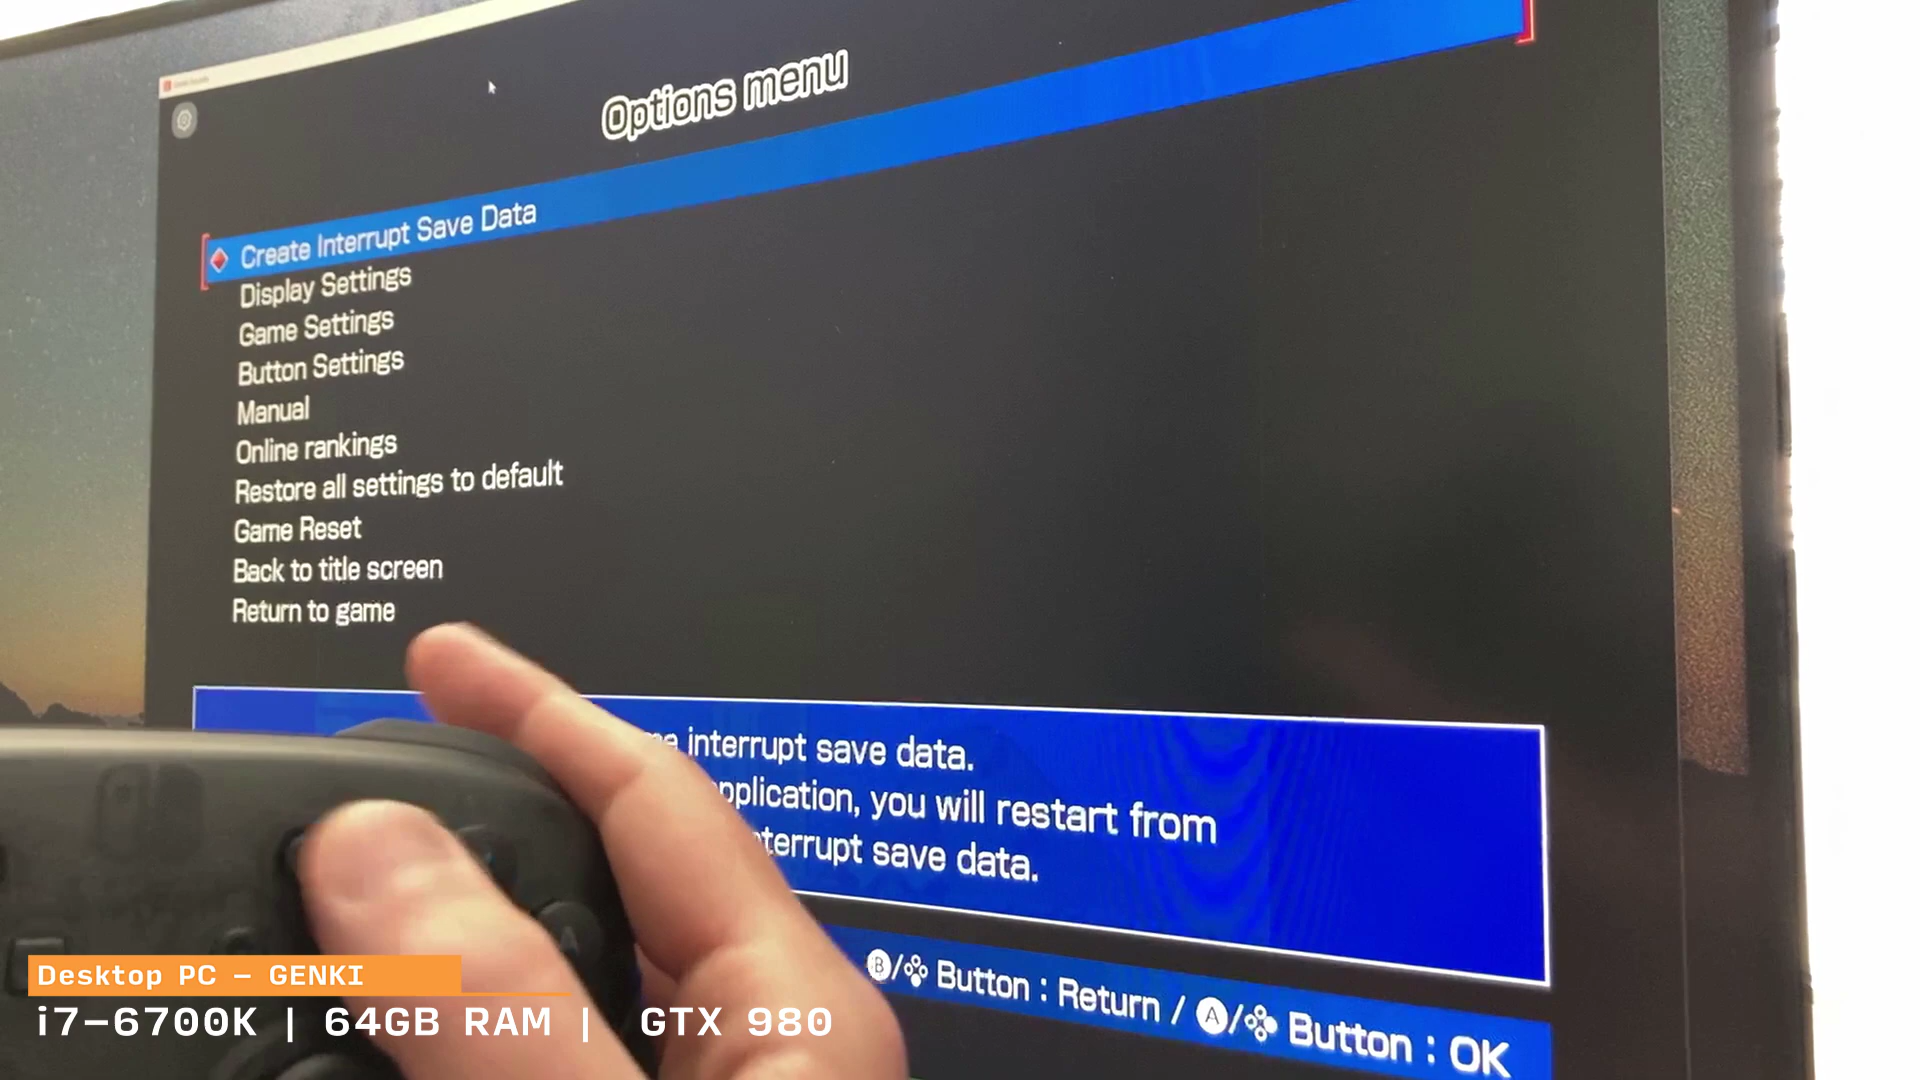 Options menu
Create Interrupt Save Data
Display Settings
Game Settings
Button Settings
Manual
Online rankings
Restore all settings to default
Game Reset
Back to title screen
Return to game
interrupt save data.
application, you will restart from
interrupt save data.
B/ Button : Return / A/ Button : OK
A
Desktop PC – GENKI
i7-6700K | 64GB RAM | GTX 980